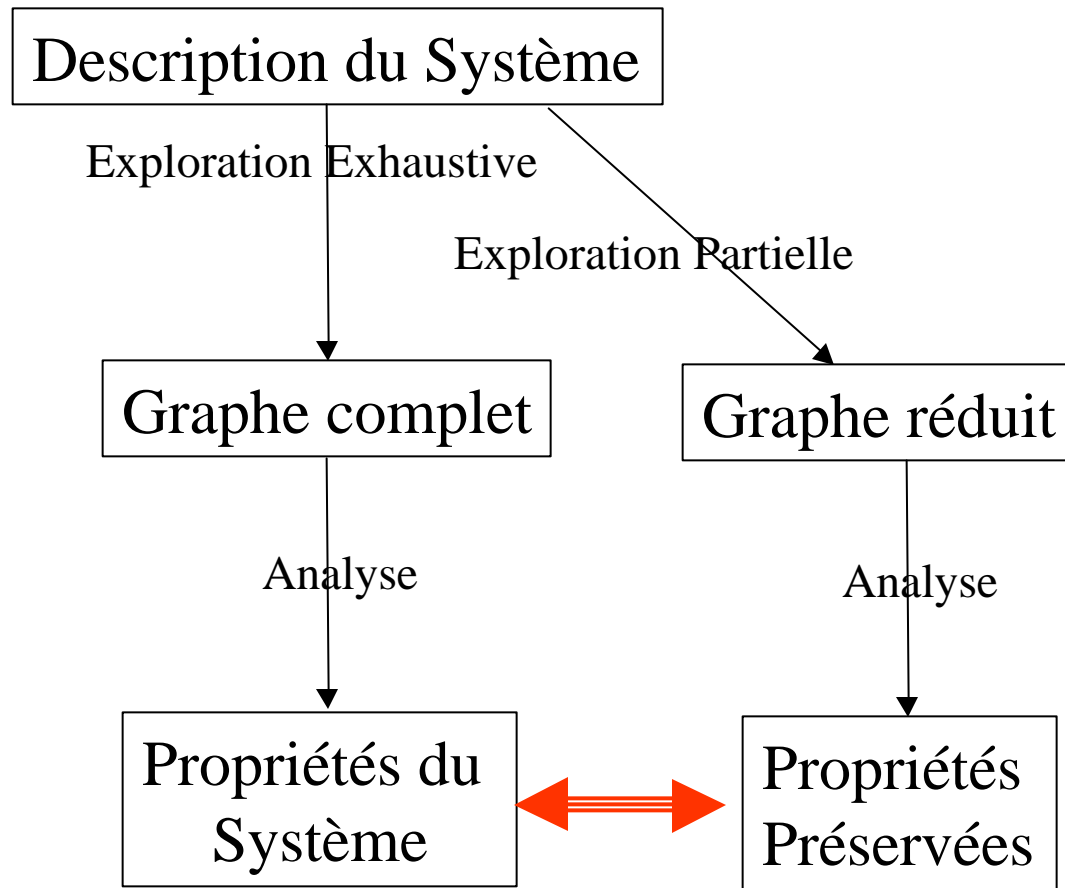 Description du Système
Exploration Exhaustive
Exploration Partielle
Graphe complet
Graphe réduit
Analyse
Analyse
Propriétés du
Système
Propriétés
Préservées